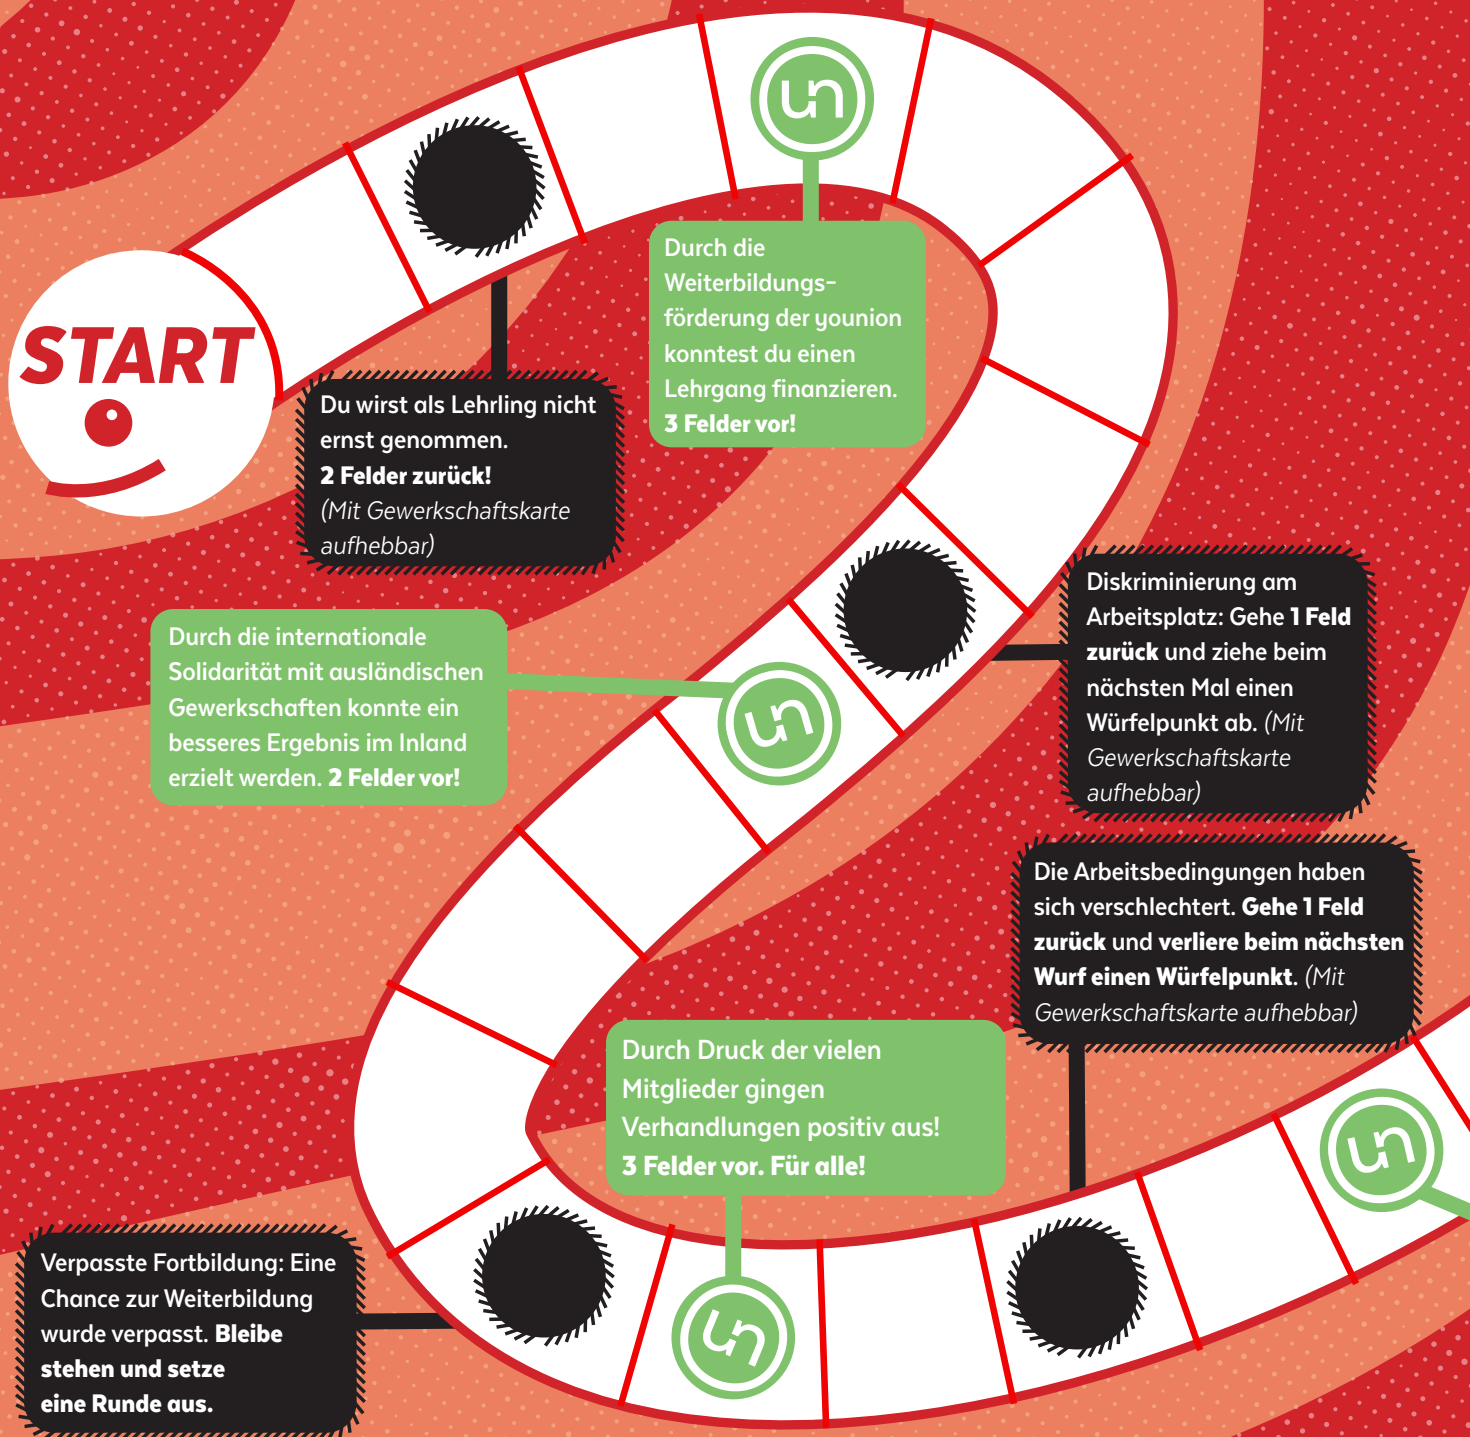 un
START
Durch die
Weiterbildungs-
förderung der younion
konntest du einen
Lehrgang finanzieren.
3 Felder vor!
Du wirst als Lehrling nicht
ernst genommen.
2 Felder zurück!
(Mit Gewerkschaftskarte
aufhebbar)
Diskriminierung am
Arbeitsplatz: Gehe 1 Feld
zurück und ziehe beim
nächsten Mal einen
Würfelpunkt ab. (Mit
Gewerkschaftskarte
aufhebbar)
Durch die internationale
Solidarität mit ausländischen
Gewerkschaften konnte ein
besseres Ergebnis im Inland
erzielt werden. 2 Felder vor!
un
Die Arbeitsbedingungen haben
sich verschlechtert. Gehe 1 Feld
zurück und verliere beim nächsten
Wurf einen Würfelpunkt. (Mit
Gewerkschaftskarte aufhebbar)
Durch Druck der vielen
Mitglieder gingen
Verhandlungen positiv aus!
3 Felder vor. Für alle!
un
Verpasste Fortbildung: Eine
Chance zur Weiterbildung
wurde verpasst. Bleibe
stehen und setze
eine Runde aus.
un